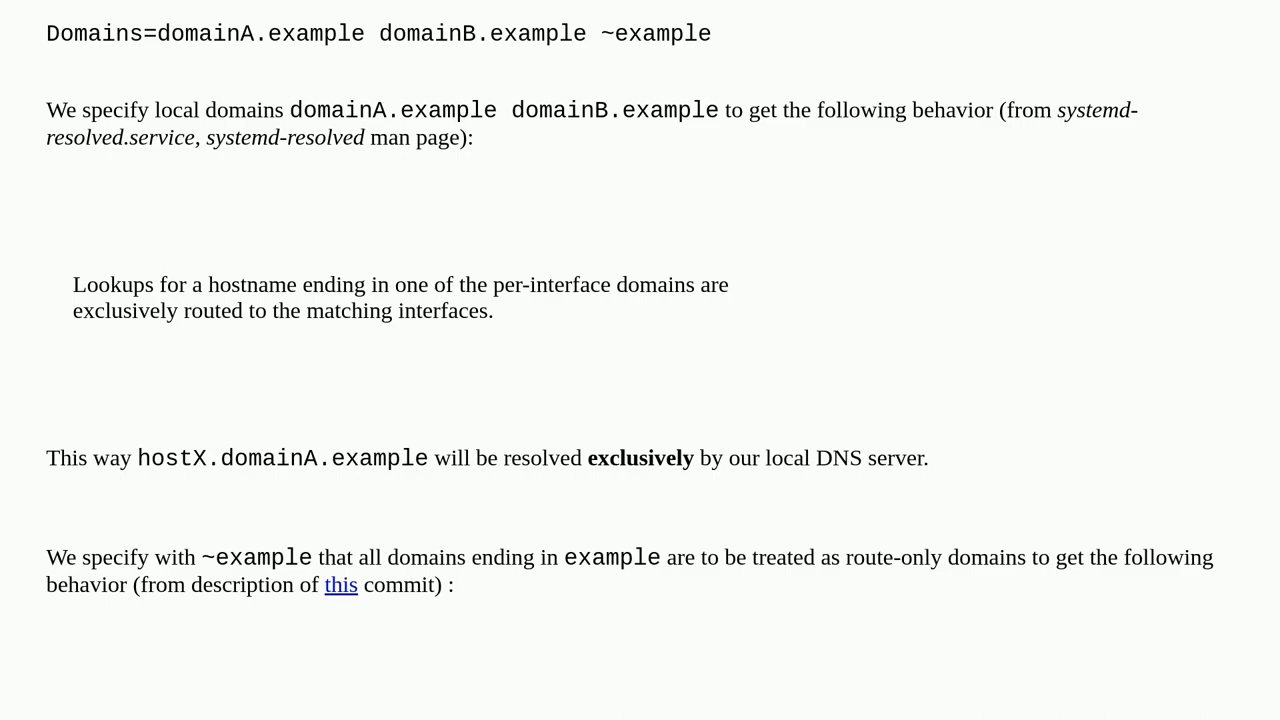 Domains=domainA.example domainB.example ~example
We specify local domains domainA.example domainB.example to get the following behavior (from systemd-
resolved.service, systemd-resolved man page):
Lookups for a hostname ending in one of the per-interface domains are
exclusively routed to the matching interfaces.
This way hostX.domainA.example will be resolved exclusively by our local DNS server.
We specify with ~example that all domains ending in example are to be treated as route-only domains to get the following
behavior (from description of this commit) :